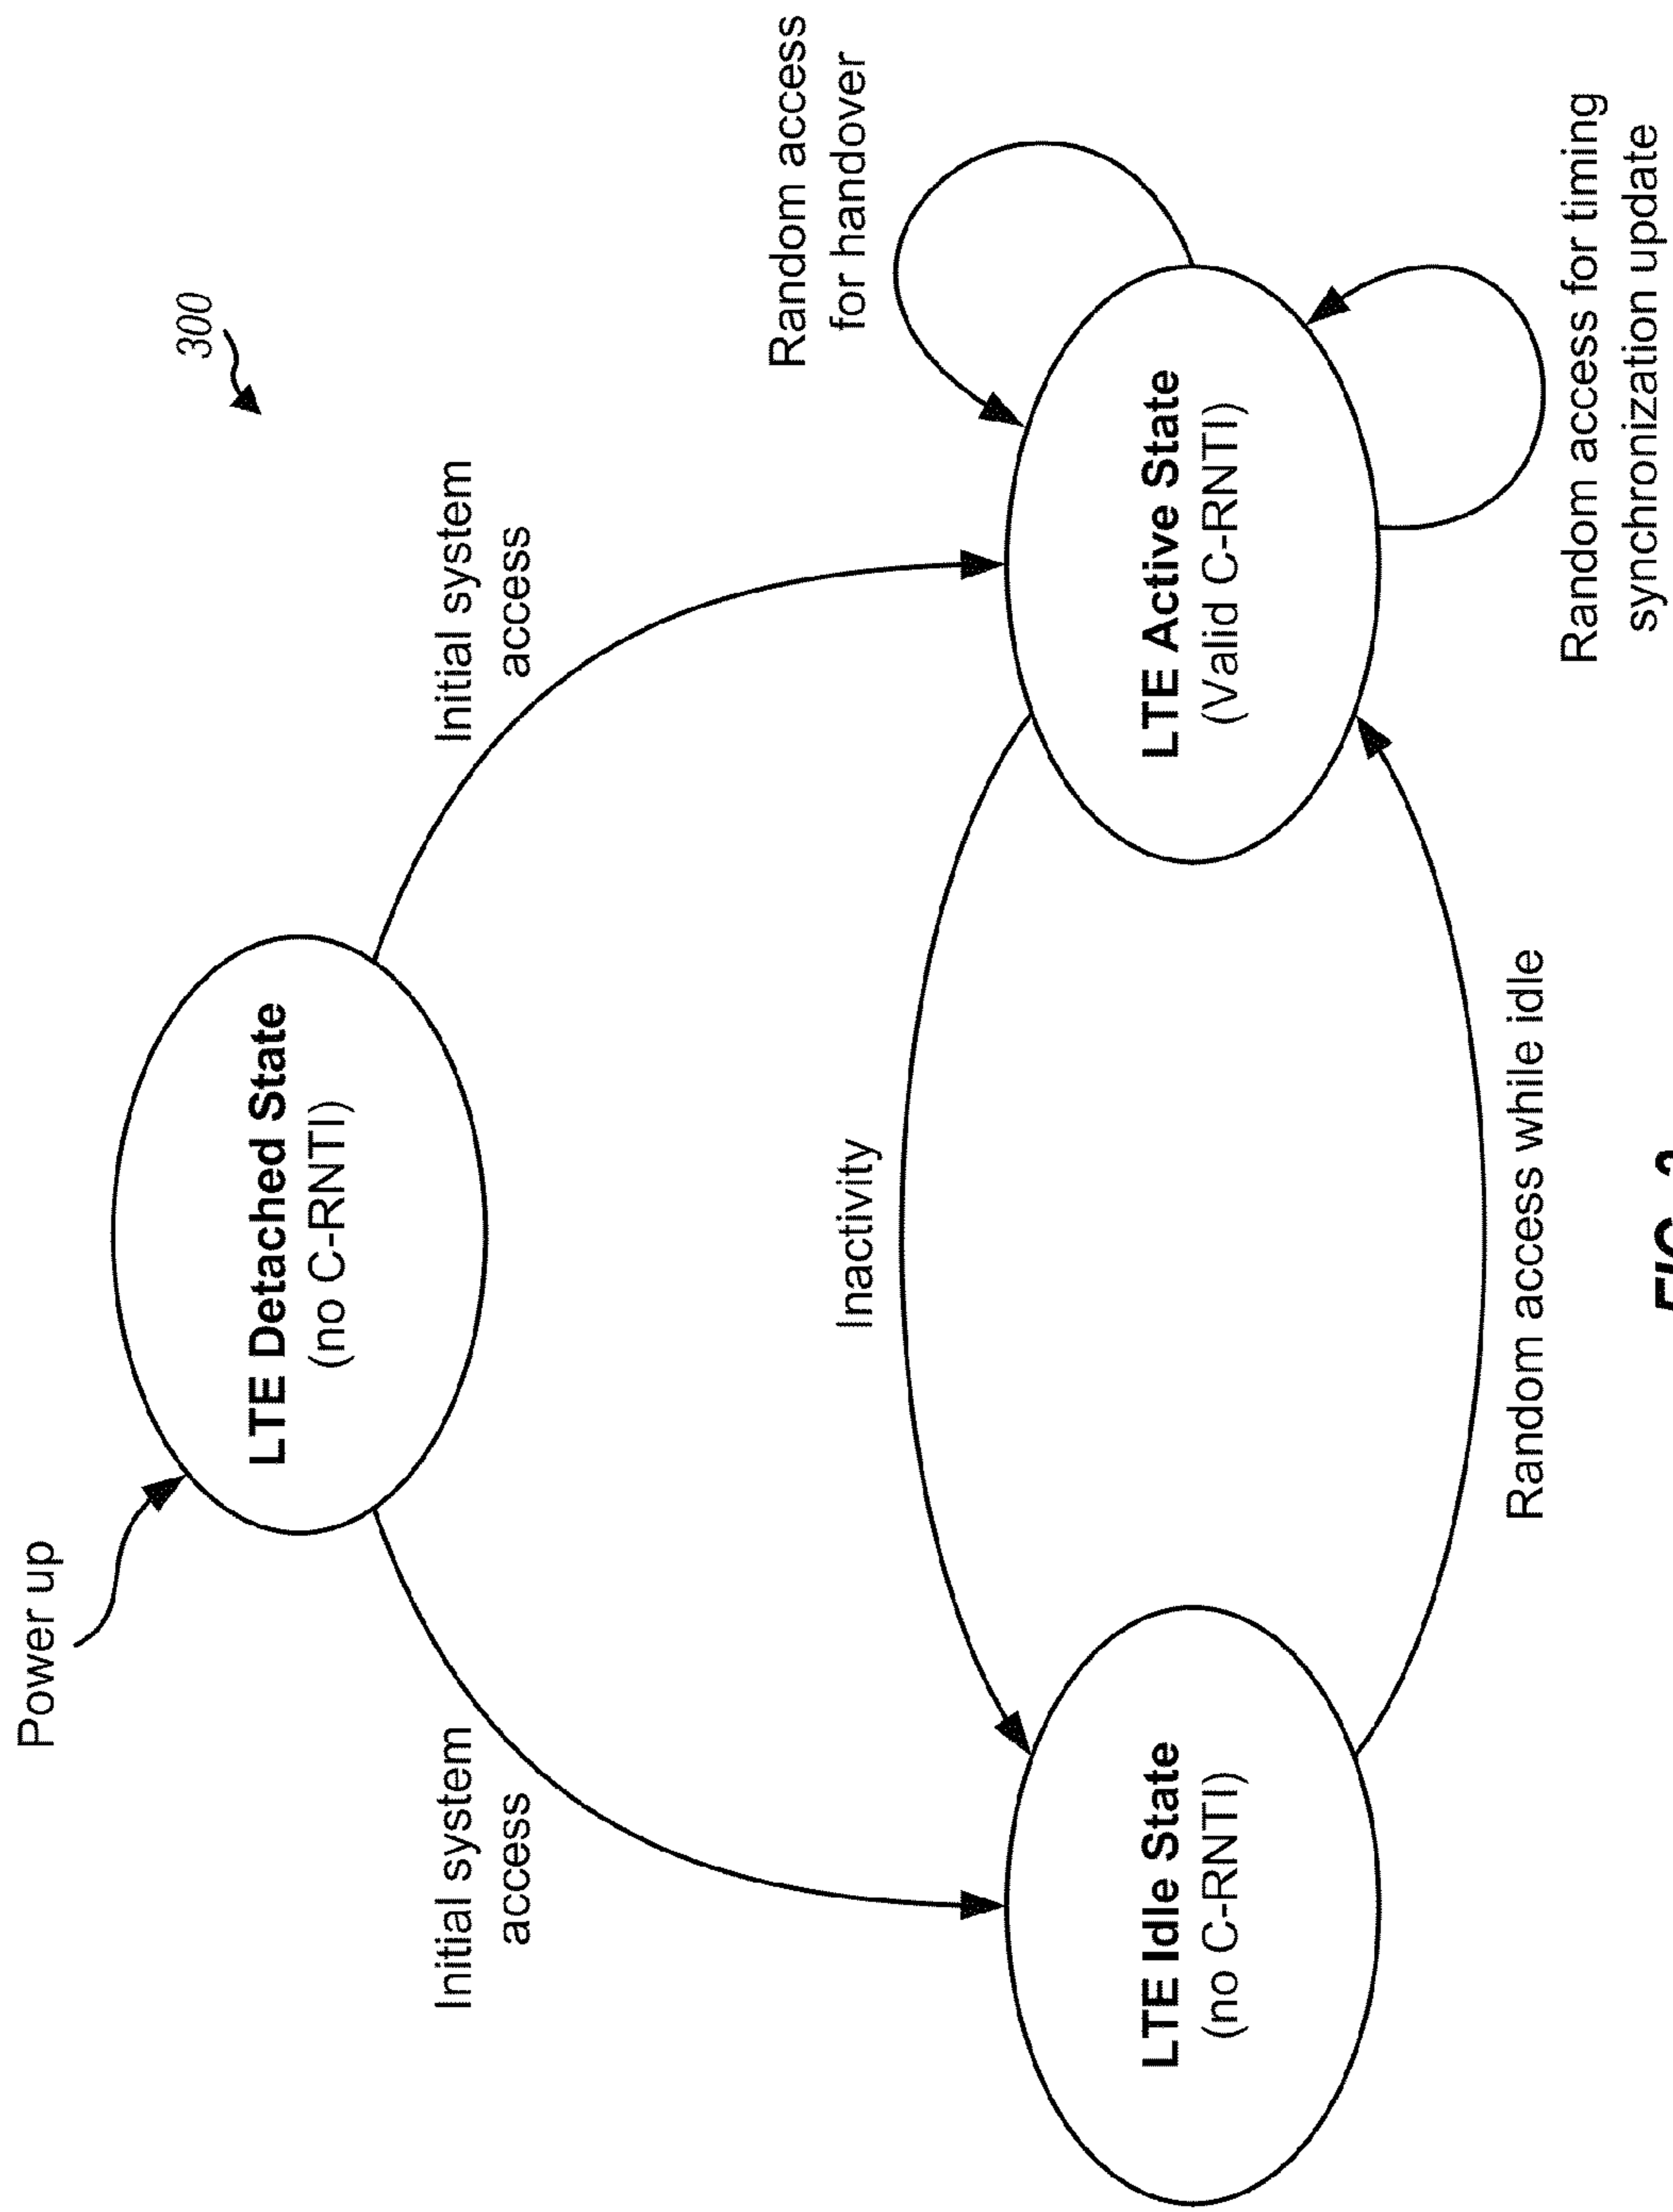 300
Power up
LTE Detached State
(no C-RNTI)
Initial system
access
Initial system
access
Random access
for handover
Inactivity
LTE Idle State
(no C-RNTI)
LTE Active State
(Valid C-RNTI)
Random access while idle
Random access for timing
synchronization update
FIG.